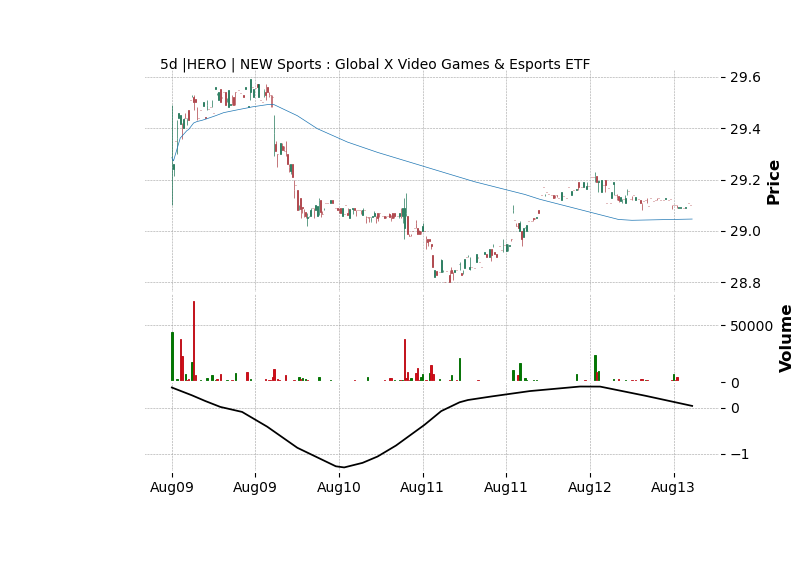 5d |HERO | NEW Sports : Global X Video Games & Esports ETF
29.6
29.4
29.2
29.0
28.8
Price
50000
0
Volume
0
−1
Aug09 Aug09 Aug10 Aug11 Aug11 Aug12 Aug13